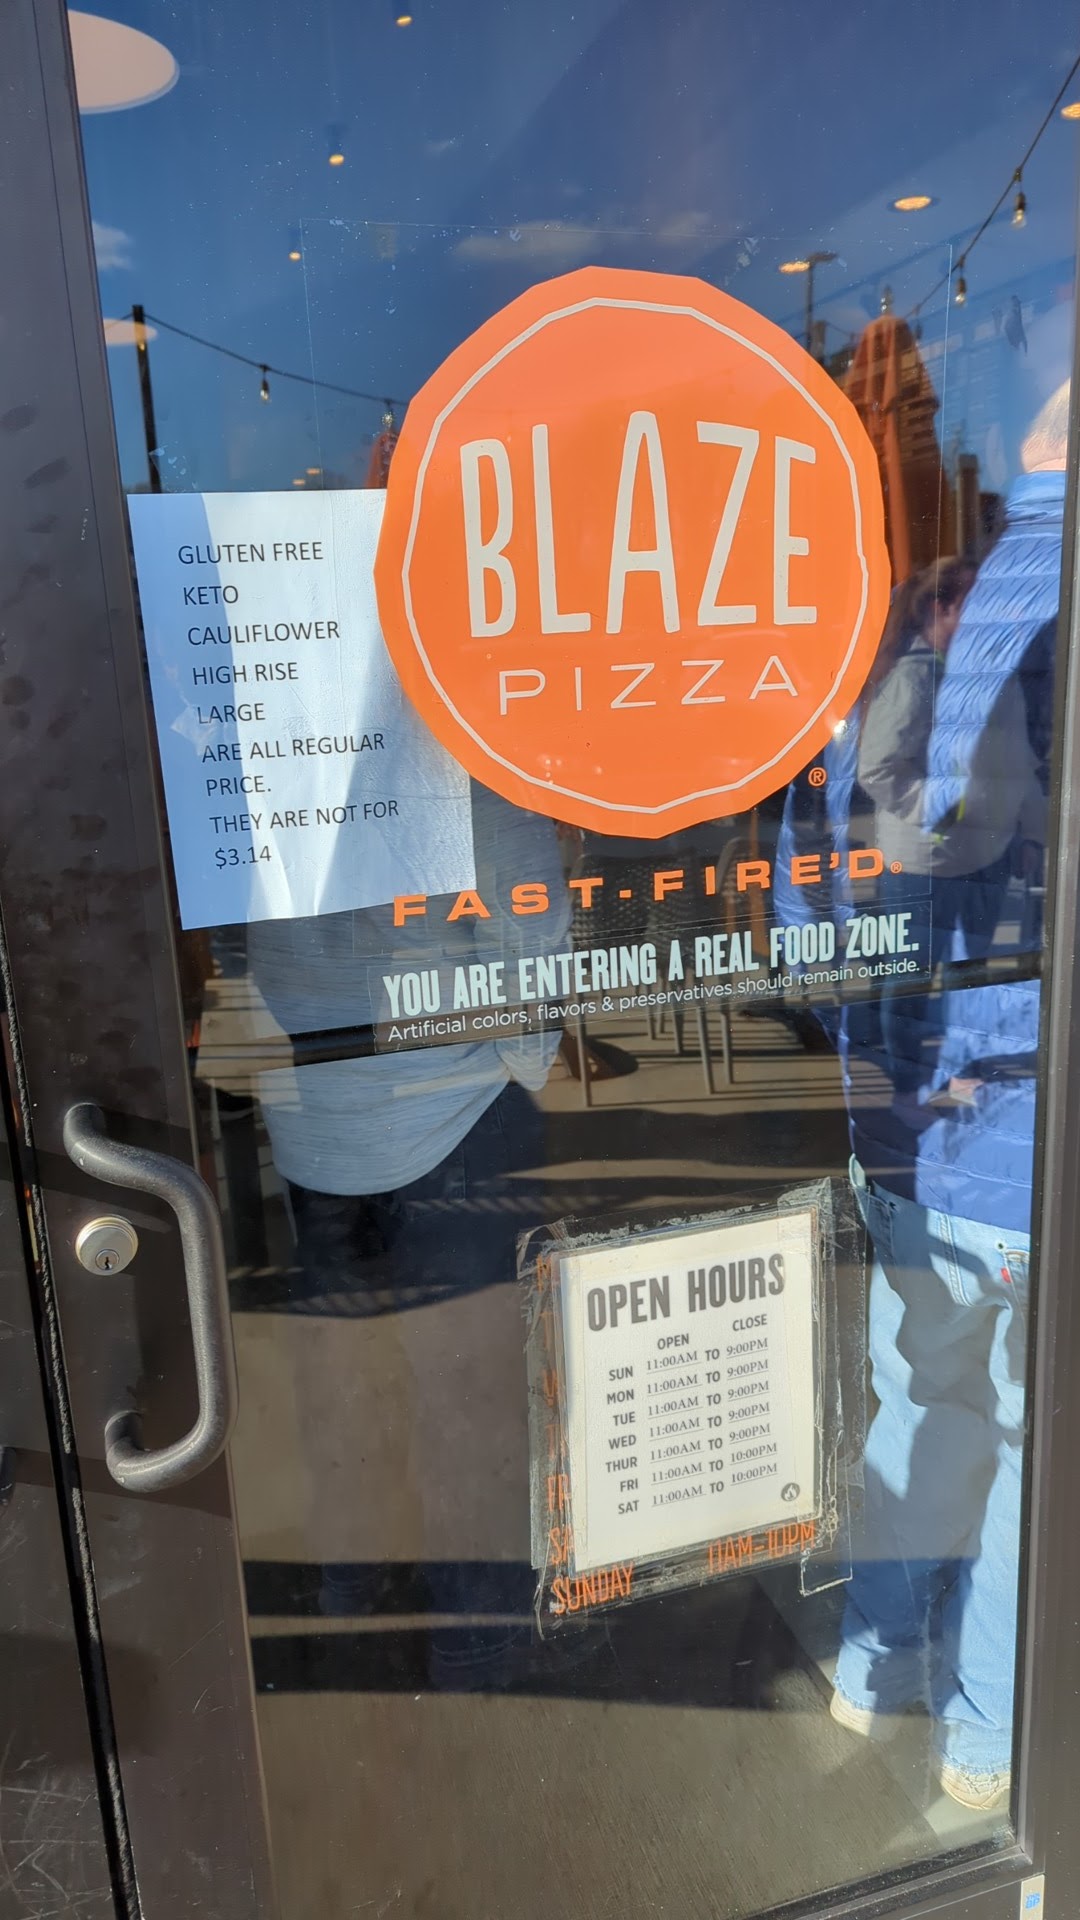 GLUTEN FREE
KETO
CAULIFLOWER
HIGH RISE
LARGE
ARE ALL REGULAR
PRICE.
THEY ARE NOT FOR
$3.14
BLAZE
PIZZA
®
FAST-FIRE'D®
YOU ARE ENTERING A REAL FOOD ZONE.
Artificial colors, flavors & preservatives should remain outside.
OPEN HOURS
OPEN CLOSE
SUN 11:00AM TO 9:00PM
MON 11:00AM TO 9:00PM
TUE 11:00AM TO 9:00PM
WED 11:00AM TO 9:00PM
THUR 11:00AM TO 9:00PM
FRI 11:00AM TO 10:00PM
SAT 11:00AM TO 10:00PM
SUNDAY 11AM-10PM